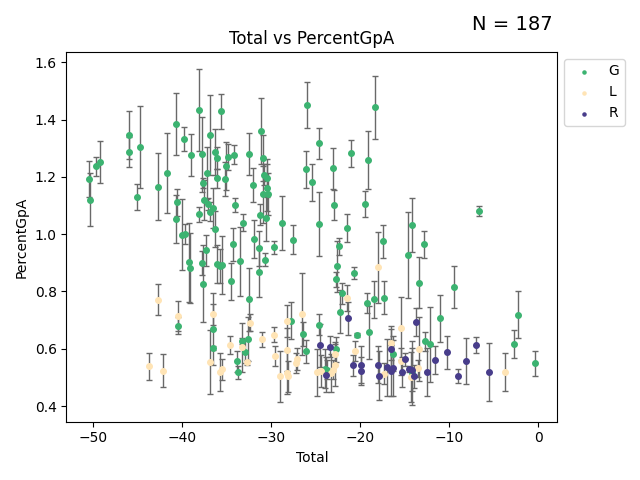 N = 187
Total vs PercentGpA
G
L
R
PercentGpA
1.6
1.4
1.2
1.0
0.8
0.6
0.4
−50 −40 −30 −20 −10 0
Total